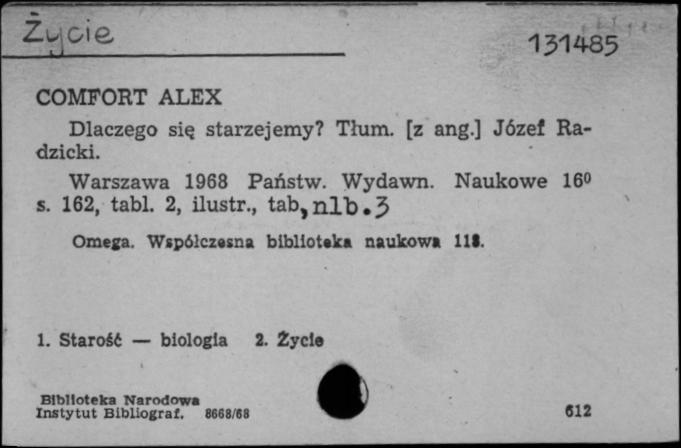 Życie
131485
COMFORT ALEX
Dlaczego się starzejemy? Tłum. [z ang.] Józef Ra-
dzicki.
Warszawa 1968 Państw. Wydawn. Naukowe 16⁰
s. 162, tabl. 2, ilustr., tab, nlb. 3
Omega. Współczesna biblioteka naukowa
1. Starość — biologia 2. Życie
Biblioteka Narodowa
Instytut Bibliograf. 8668/68
612